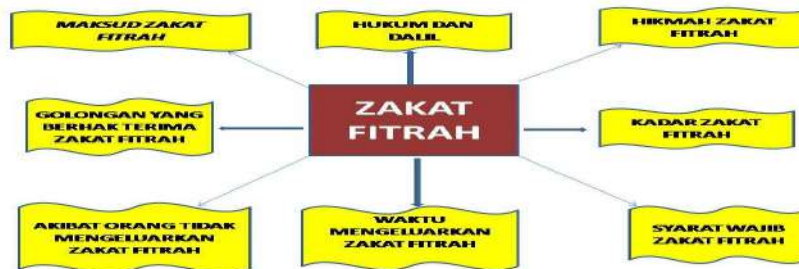 MAKSUD ZAKAT
FITRAH
HUKUM DAN
DALIL
HIKMAH ZAKAT
FITRAH
GOLONGAN YANG
BERHAK TERIMA
ZAKAT FITRAH
ZAKAT
FITRAH
KADAR ZAKAT
FITRAH
AKIBAT ORANG TIDAK
MENGELUARKAN
ZAKAT FITRAH
WAKTU
MENGELUARKAN
ZAKAT FITRAH
SYARAT WAJIB
ZAKAT FITRAH